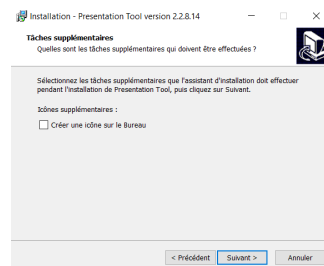 Installation - Presentation Tool version 2.2.8.14
Tâches supplémentaires
Quelles sont les tâches supplémentaires qui doivent être effectuées ?
Sélectionnez les tâches supplémentaires que l'assistant d'installation doit effectuer
pendant l'installation de Presentation Tool, puis cliquez sur Suivant.
Icônes supplémentaires :
Créer une icône sur le Bureau
< Précédent Suivant > Annuler